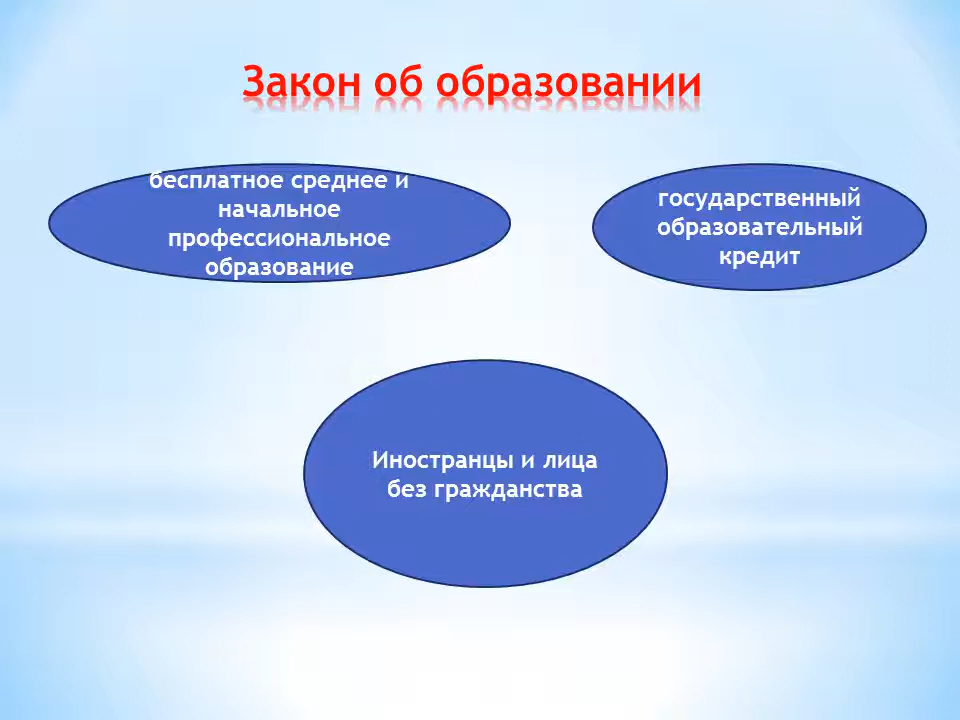 Закон об образовании
бесплатное среднее и
начальное
профессиональное
образование
государственный
образовательный
кредит
Иностранцы и лица
без гражданства